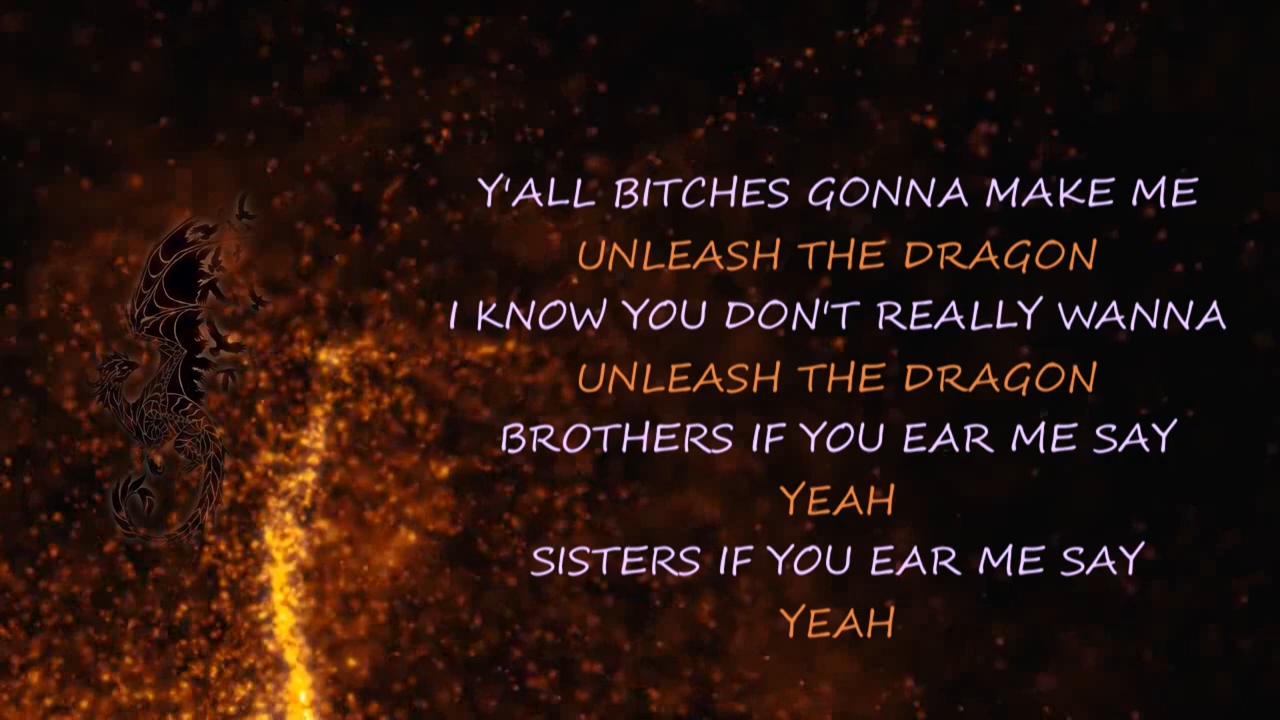 Y'ALL BITCHES GONNA MAKE ME
UNLEASH THE DRAGON
I KNOW YOU DON'T REALLY WANNA
UNLEASH THE DRAGON
BROTHERS IF YOU EAR ME SAY
YEAH
SISTERS IF YOU EAR ME SAY
YEAH